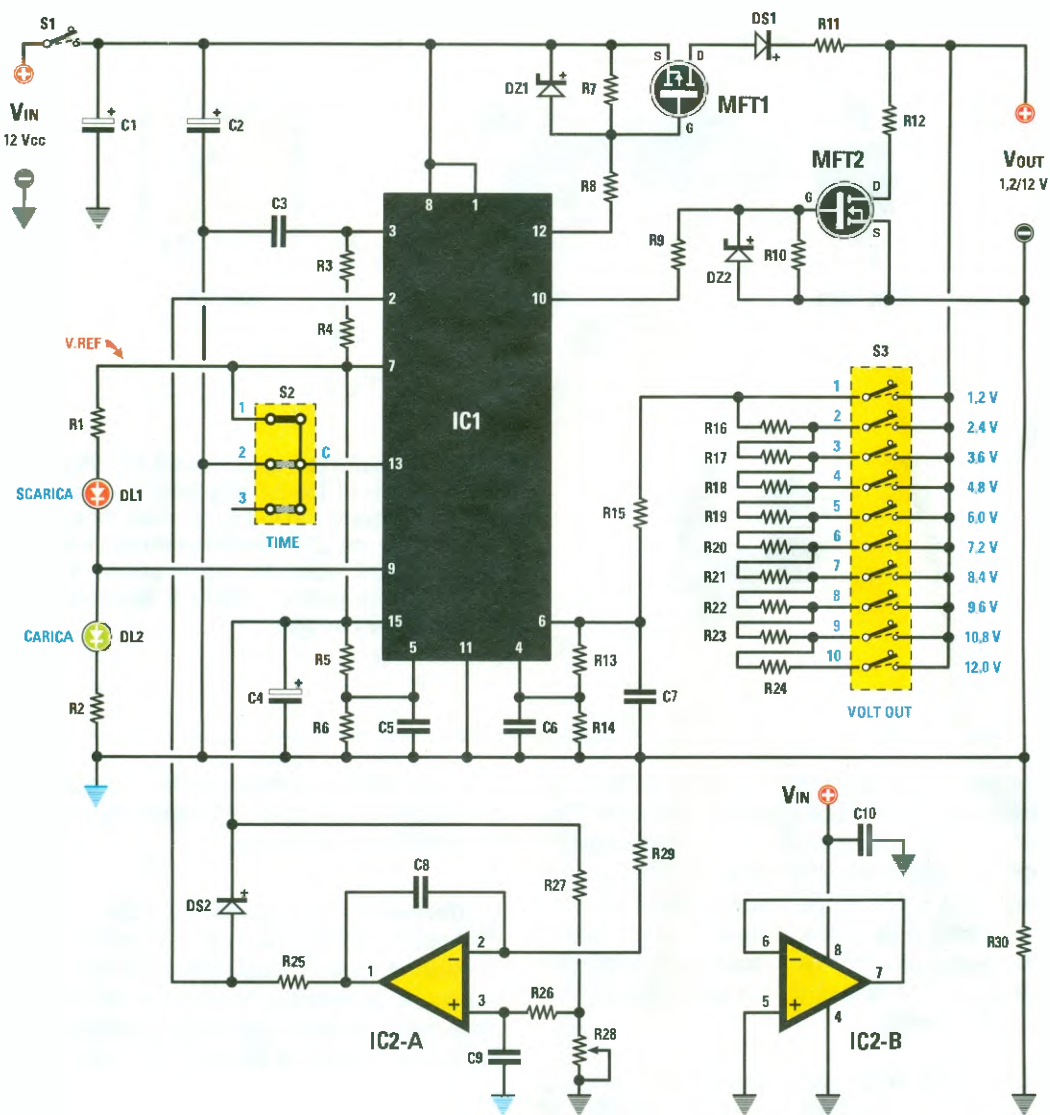 S1
VIN
12 Vcc
C1
+
C2
+
C3
R3
R4
V.REF
R1
SCARICA
DL1
CARICA
DL2
R2
S2
1
2
3
C
TIME
C4
+
R5
R6
C5
IC1
8
1
3
2
7
13
9
15
5
11
4
6
12
10
C6
R13
R14
C7
DZ1
+
R7
R8
S
D
G
MFT1
DS1
+
R11
R12
MFT2
G
D
S
R9
DZ2
+
R10
VOUT
1,2/12 V
S3
1
2
3
4
5
6
7
8
9
10
1,2 V
2,4 V
3,6 V
4,8 V
6,0 V
7,2 V
8,4 V
9,6 V
10,8 V
12,0 V
VOLT OUT
R15
R16
R17
R18
R19
R20
R21
R22
R23
R24
DS2
+
R25
C8
1
2
3
−
+
IC2-A
C9
R26
R27
R28
R29
VIN
C10
6
5
−
+
8
7
4
IC2-B
R30